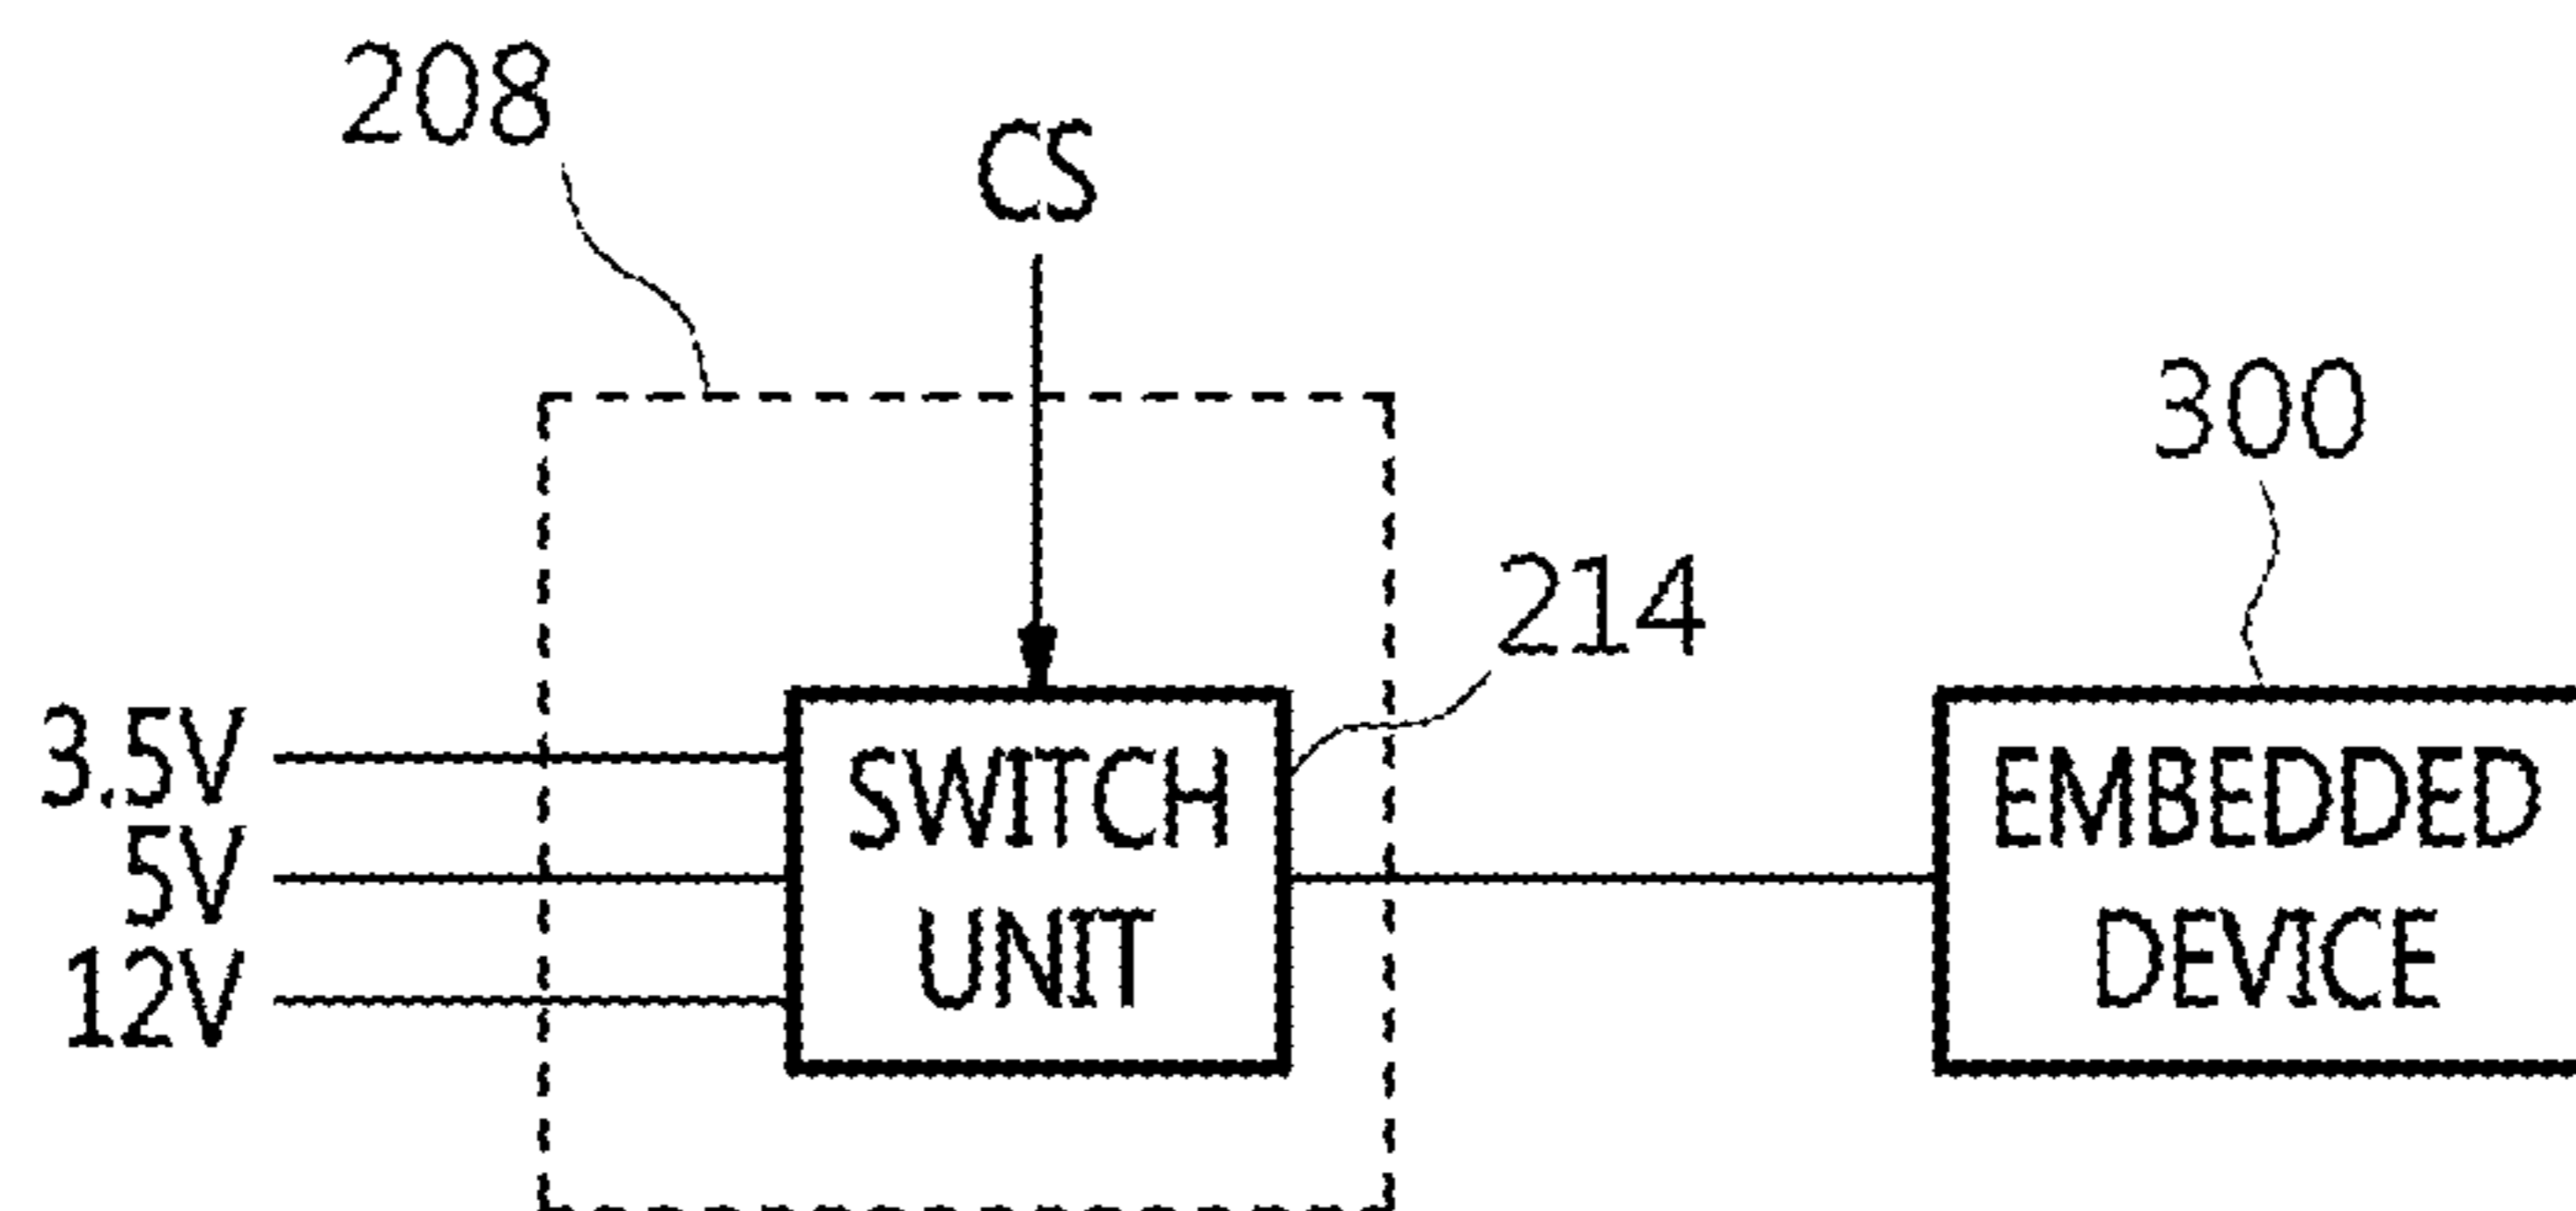 208
CS
300
214
3.5V
5V
12V
SWITCH
UNIT
EMBEDDED
DEVICE